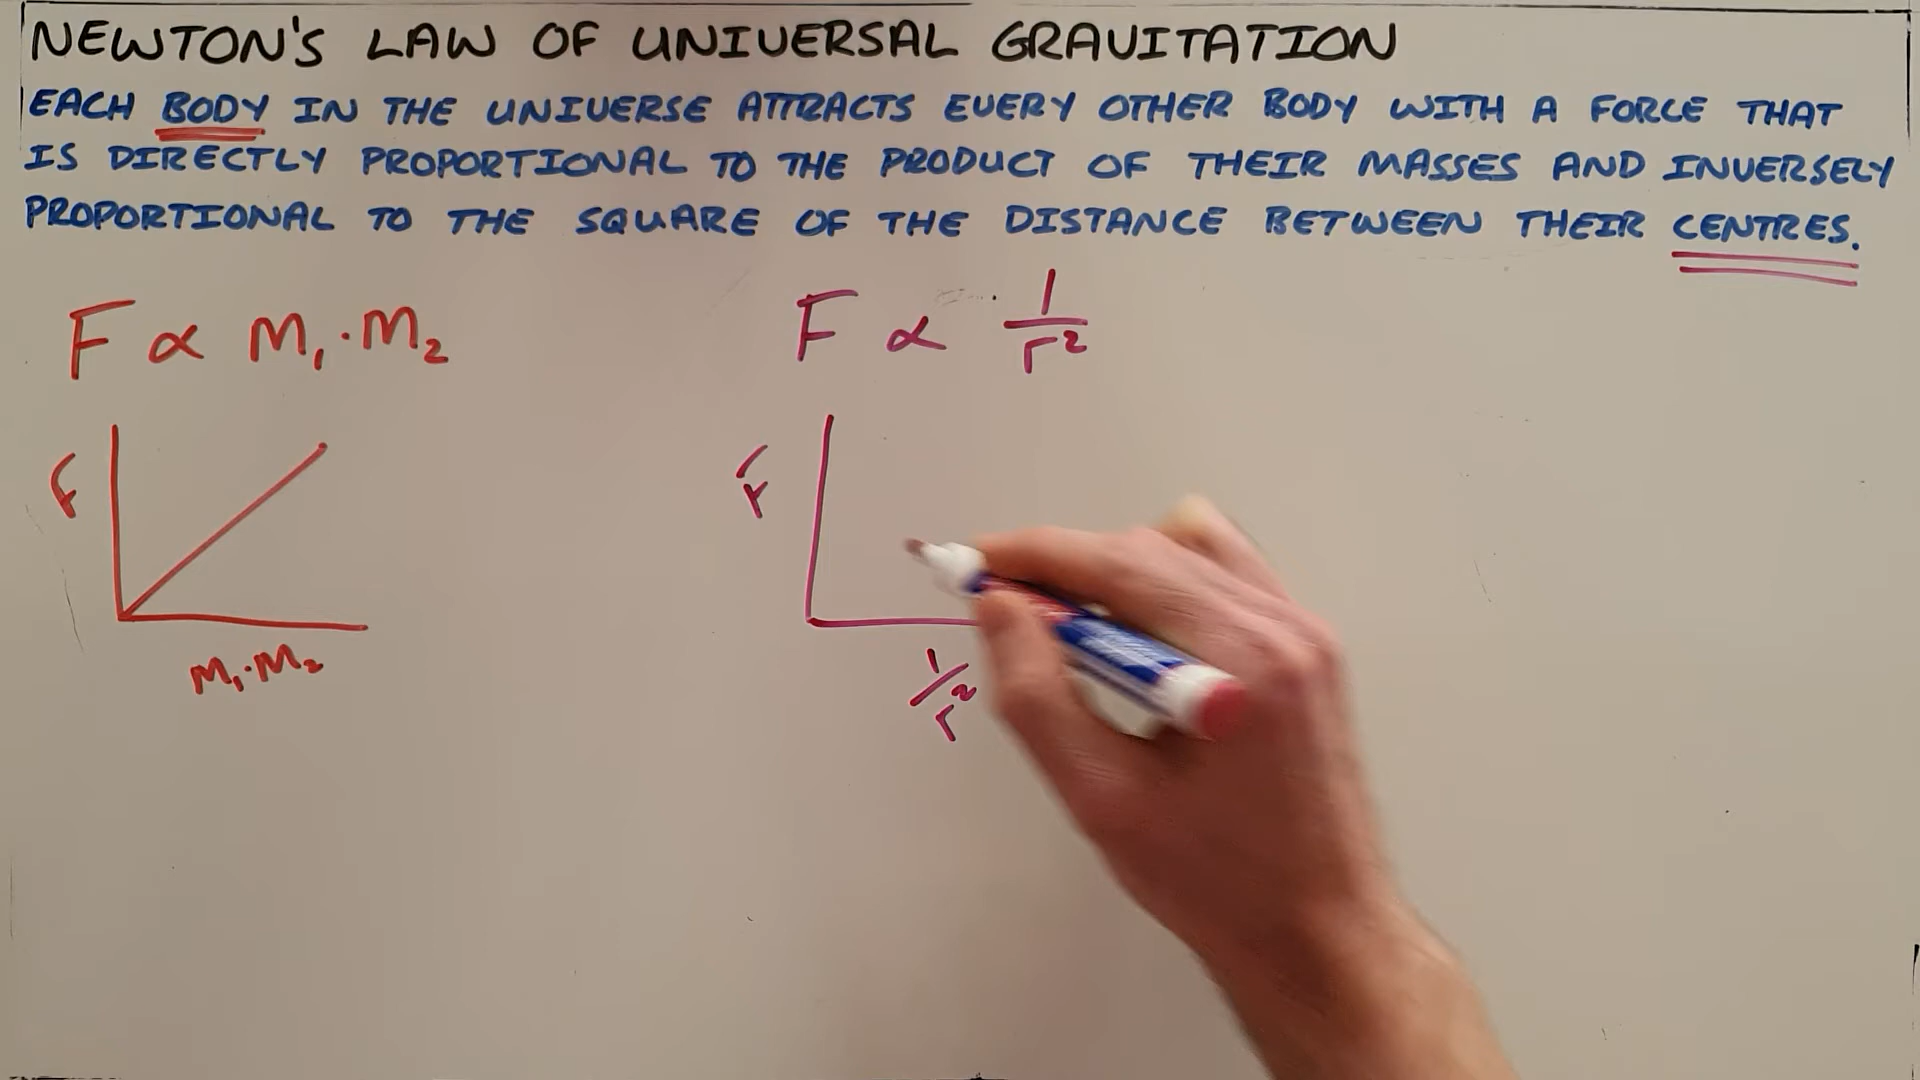 NEWTON'S LAW OF UNIVERSAL GRAVITATION
EACH BODY IN THE UNIVERSE ATTRACTS EVERY OTHER BODY WITH A FORCE THAT
IS DIRECTLY PROPORTIONAL TO THE PRODUCT OF THEIR MASSES AND INVERSELY
PROPORTIONAL TO THE SQUARE OF THE DISTANCE BETWEEN THEIR CENTRES.
F ∝ M₁·M₂
F ∝ 1/r²
F
M₁·M₂
F
1/r²